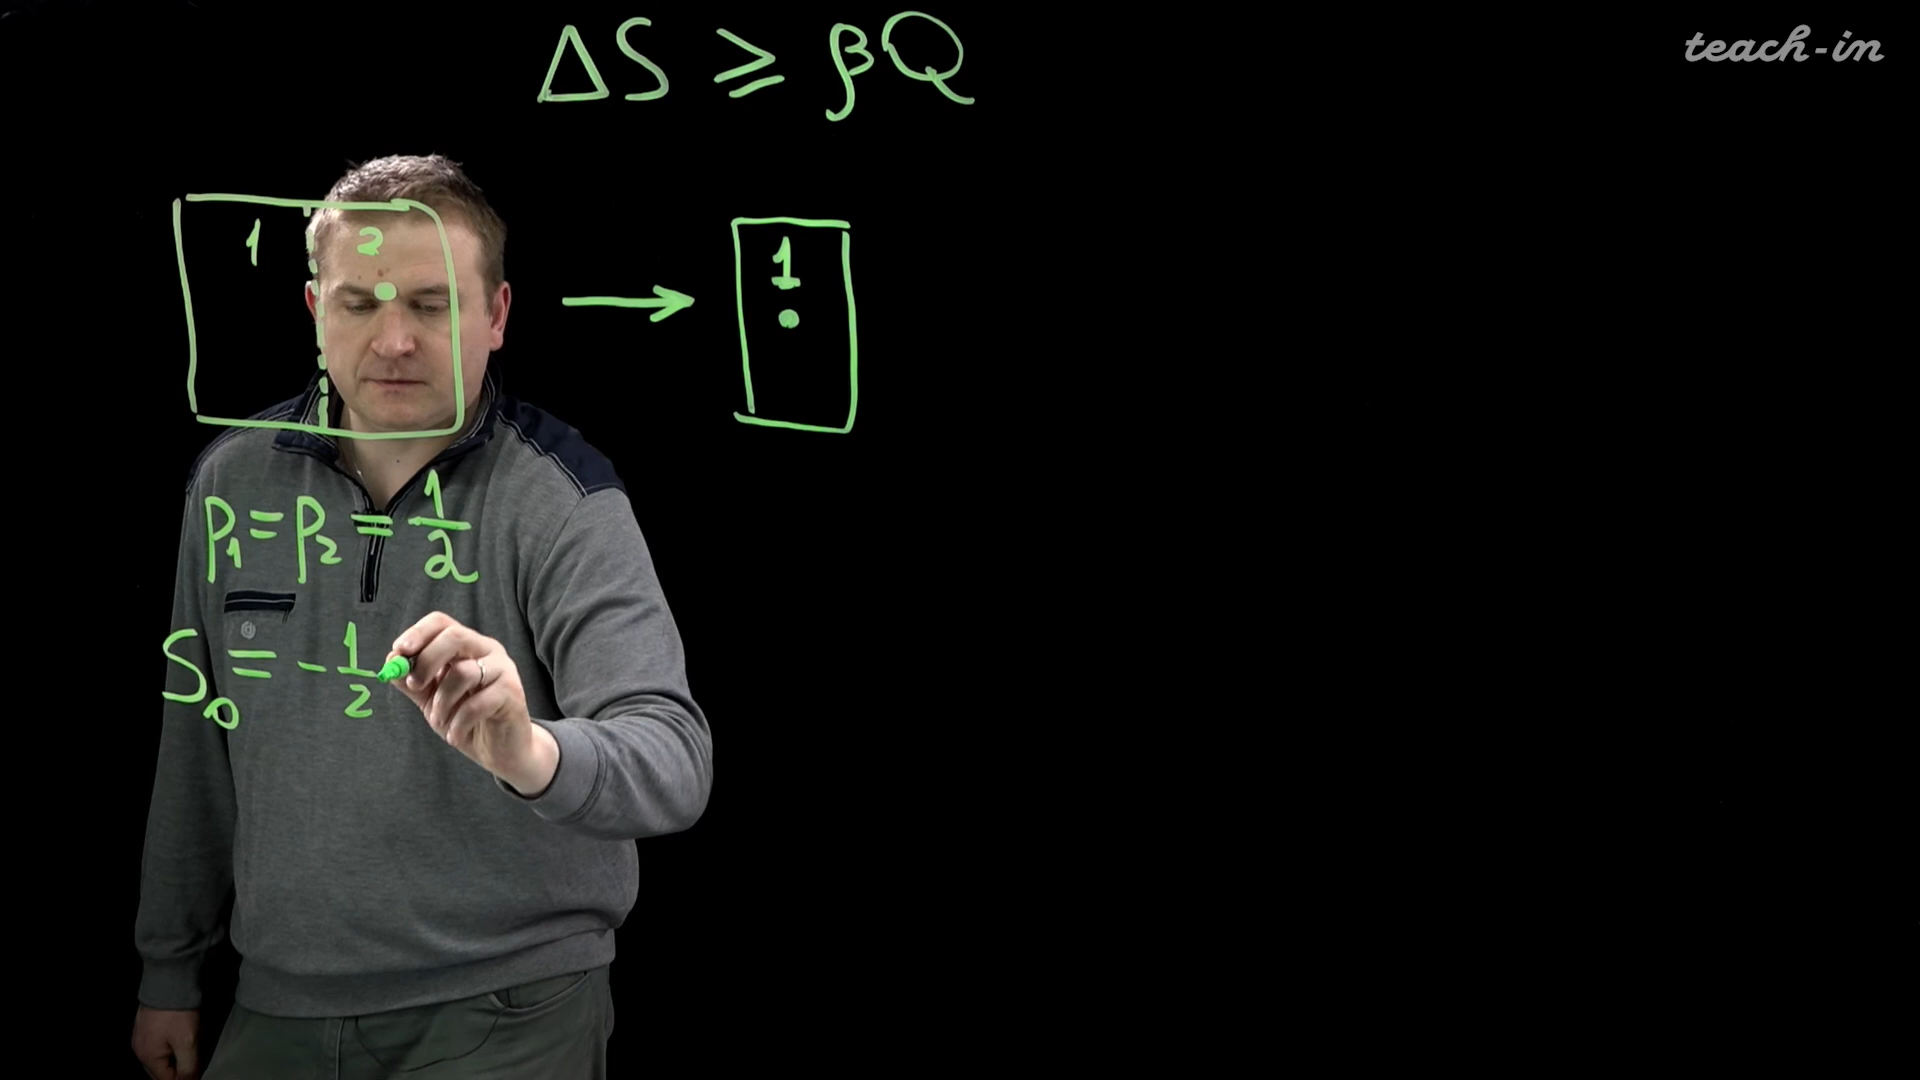 teach-in
ΔS ⩾ βQ
1 2
1
p₁ = p₂ = 1/2
S₀ = - 1/2